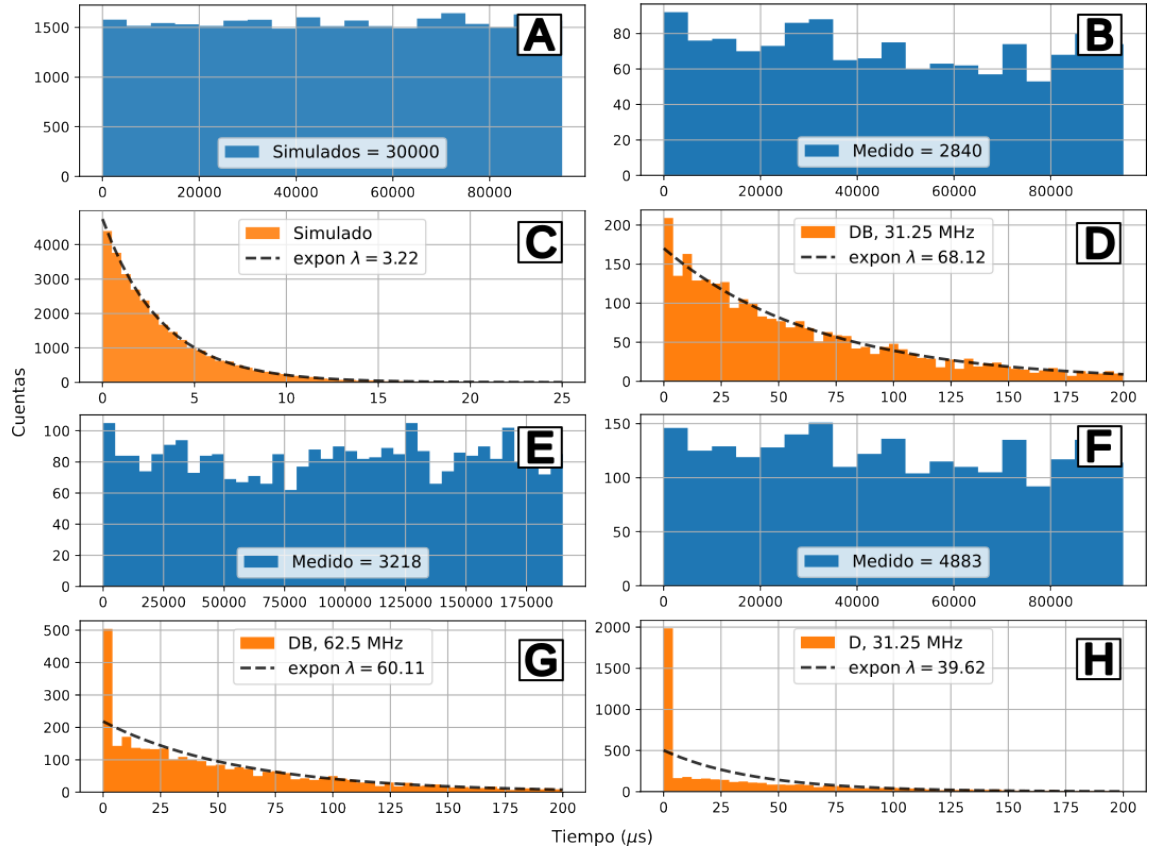 1500
1000
500
0
A
Simulados = 30000
0 20000 40000 60000 80000
80
60
40
20
0
B
Medido = 2840
0 20000 40000 60000 80000
4000
3000
2000
1000
0
C
Simulado
expon λ = 3.22
0 5 10 15 20 25
200
150
100
50
0
D
DB, 31.25 MHz
expon λ = 68.12
0 25 50 75 100 125 150 175 200
Cuentas
100
80
60
40
20
0
E
Medido = 3218
0 25000 50000 75000 100000 125000 150000 175000
150
100
50
0
F
Medido = 4883
0 20000 40000 60000 80000
500
400
300
200
100
0
G
DB, 62.5 MHz
expon λ = 60.11
0 25 50 75 100 125 150 175 200
2000
1500
1000
500
0
H
D, 31.25 MHz
expon λ = 39.62
0 25 50 75 100 125 150 175 200
Tiempo (μs)